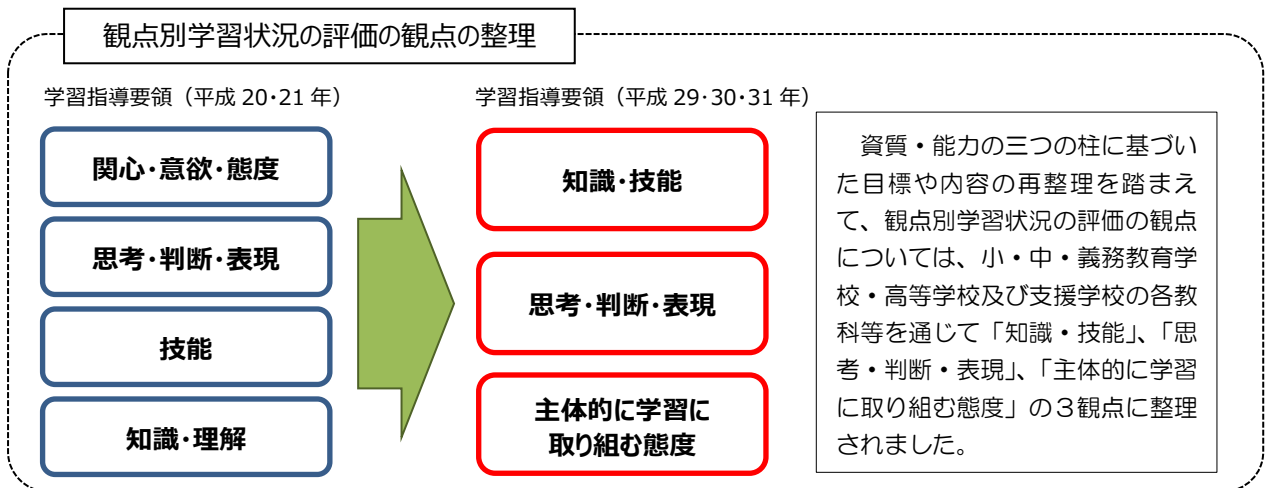 観点別学習状況の評価の観点の整理
学習指導要領（平成 20・21 年）
関心・意欲・態度
思考・判断・表現
技能
知識・理解
学習指導要領（平成 29・30・31 年）
知識・技能
思考・判断・表現
主体的に学習に
取り組む態度
資質・能力の三つの柱に基づい
た目標や内容の再整理を踏まえ
て、観点別学習状況の評価の観点
については、小・中・義務教育学
校・高等学校及び支援学校の各教
科等を通じて「知識・技能」、「思
考・判断・表現」、「主体的に学習
に取り組む態度」の３観点に整理
されました。